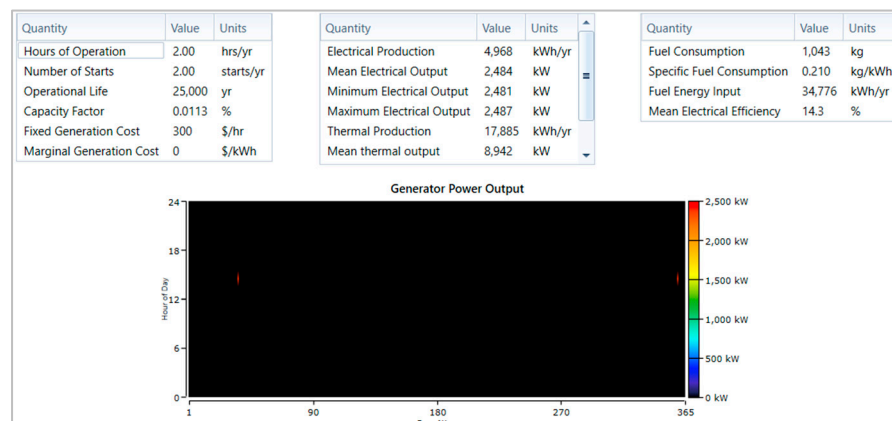 Quantity Value Units
Hours of Operation 2.00 hrs/yr
Number of Starts 2.00 starts/yr
Operational Life 25,000 yr
Capacity Factor 0.0113 %
Fixed Generation Cost 300 $/hr
Marginal Generation Cost 0 $/kWh
Quantity Value Units
Electrical Production 4,968 kWh/yr
Mean Electrical Output 2,484 kW
Minimum Electrical Output 2,481 kW
Maximum Electrical Output 2,487 kW
Thermal Production 17,885 kWh/yr
Mean thermal output 8,942 kW
Quantity Value Units
Fuel Consumption 1,043 kg
Specific Fuel Consumption 0.210 kg/kWh
Fuel Energy Input 34,776 kWh/yr
Mean Electrical Efficiency 14.3 %
Generator Power Output
Hour of Day
24
18
12
6
0
1 90 180 270 365
2,500 kW
2,000 kW
1,500 kW
1,000 kW
500 kW
0 kW